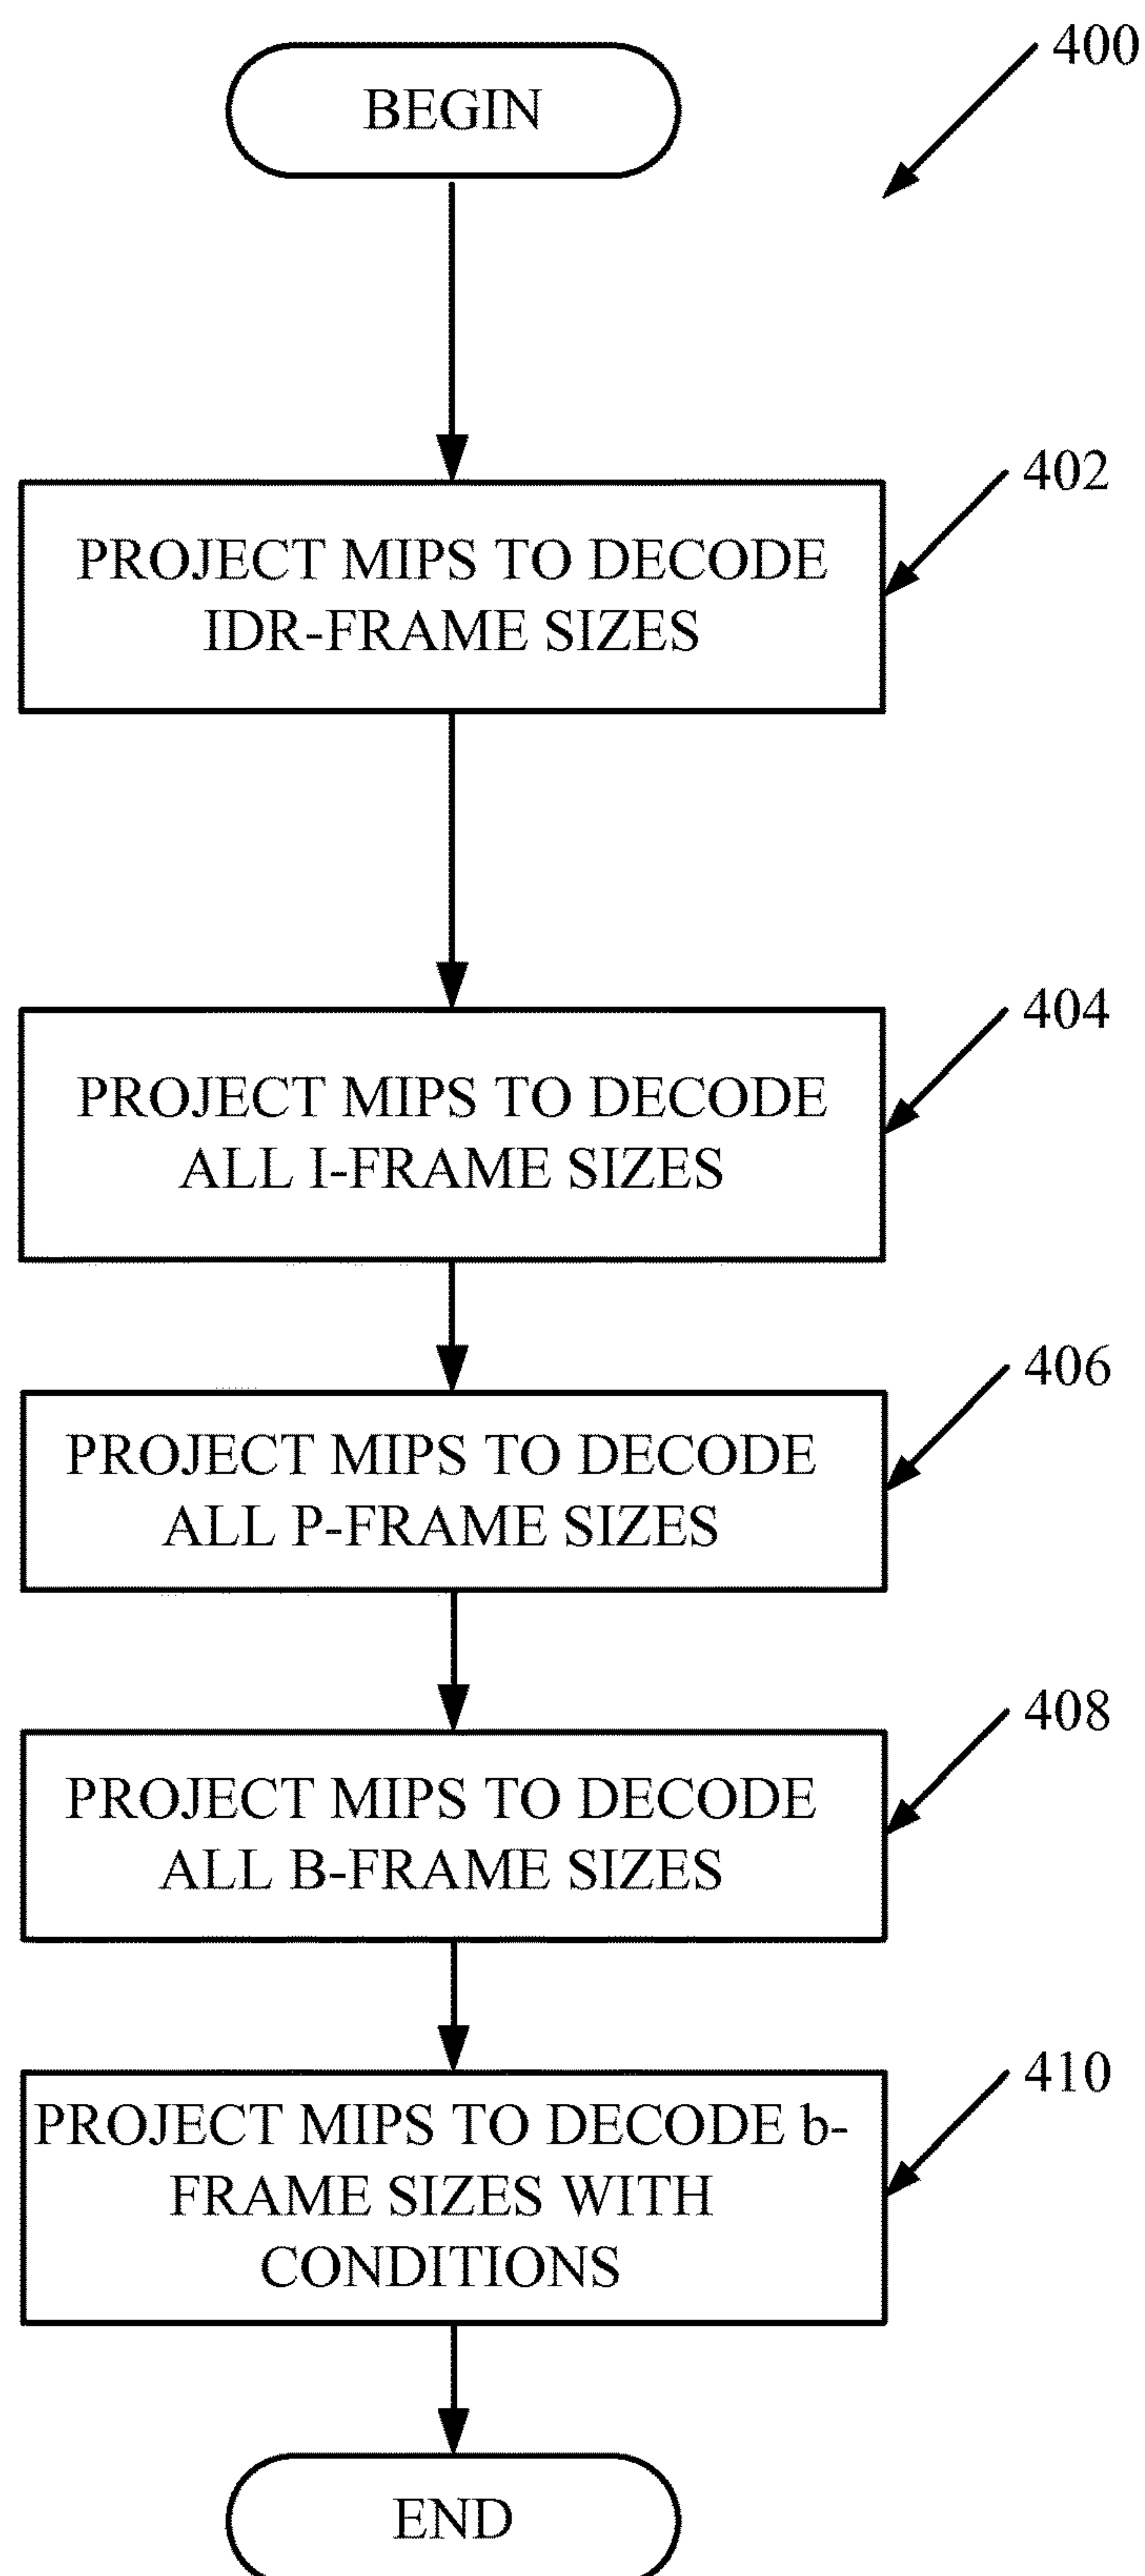 400
BEGIN
402
PROJECT MIPS TO DECODE
IDR-FRAME SIZES
404
PROJECT MIPS TO DECODE
ALL I-FRAME SIZES
406
PROJECT MIPS TO DECODE
ALL P-FRAME SIZES
408
PROJECT MIPS TO DECODE
ALL B-FRAME SIZES
410
PROJECT MIPS TO DECODE b-
FRAME SIZES WITH
CONDITIONS
END